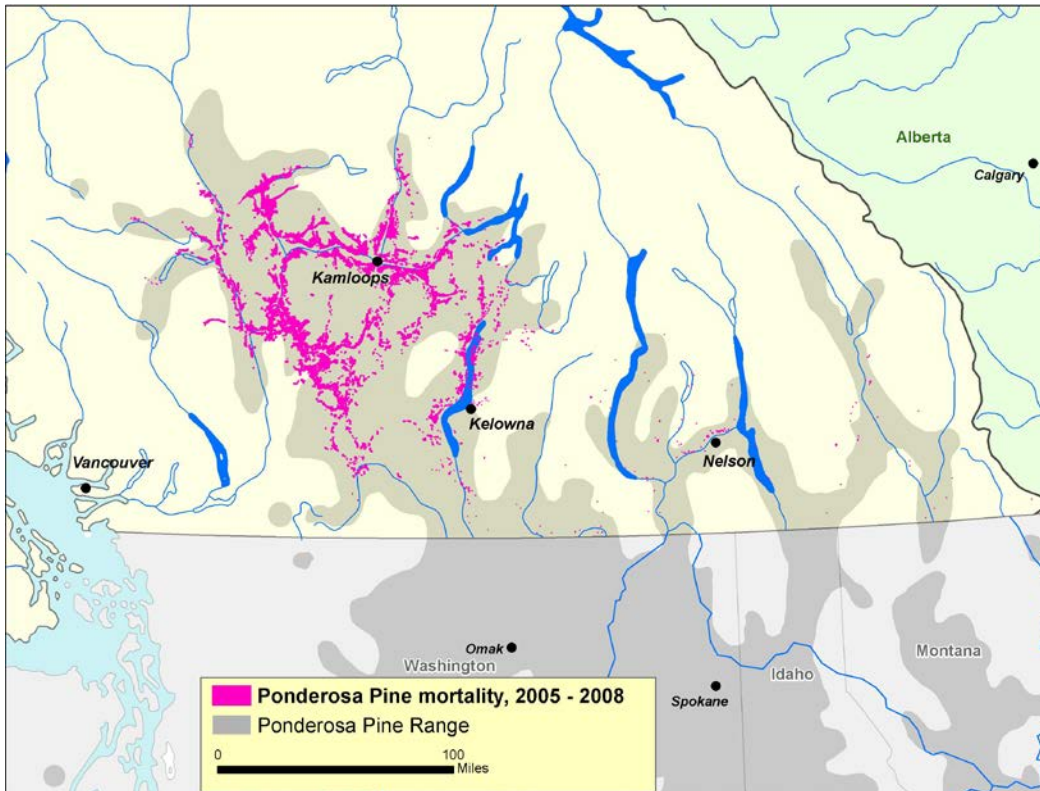 Alberta
Calgary
Kamloops
Kelowna
Nelson
Vancouver
Omak
Washington
Montana
Idaho
Spokane
Ponderosa Pine mortality, 2005 - 2008
Ponderosa Pine Range
0 100
Miles